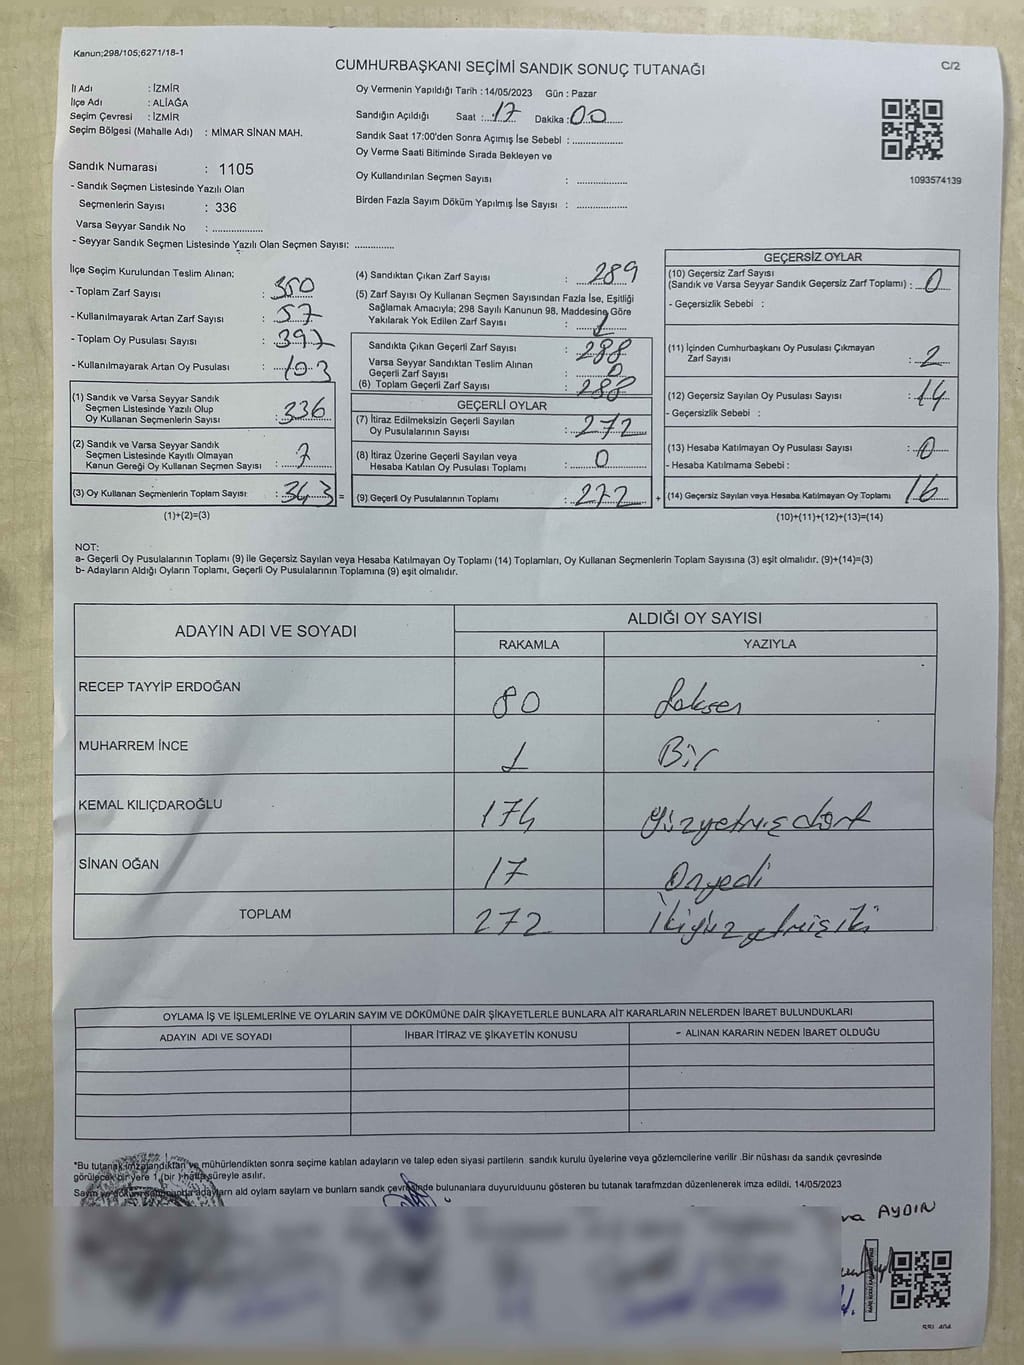 Kanun;298/105;6271/18-1
CUMHURBAŞKANI SEÇİMİ SANDIK SONUÇ TUTANAĞI
C/2
İl Adı : İZMİR
İlçe Adı : ALİAĞA
Seçim Çevresi : İZMİR
Seçim Bölgesi (Mahalle Adı) : MİMAR SİNAN MAH.
Sandık Numarası : 1105
- Sandık Seçmen Listesinde Yazılı Olan
Seçmenlerin Sayısı : 336
Varsa Seyyar Sandık No : ..............
- Seyyar Sandık Seçmen Listesinde Yazılı Olan Seçmen Sayısı: ............
Oy Vermenin Yapıldığı Tarih : 14/05/2023 Gün : Pazar
Sandığın Açıldığı Saat :..17 Dakika :00
Sandık Saat 17:00'den Sonra Açımış İse Sebebi : ...............
Oy Verme Saati Bitiminde Sırada Bekleyen ve
Oy Kullandırılan Seçmen Sayısı : ...............
Birden Fazla Sayım Döküm Yapılmış İse Sayısı : ...............
1093574139
İlçe Seçim Kurulundan Teslim Alınan;
- Toplam Zarf Sayısı : 350
- Kullanılmayarak Artan Zarf Sayısı : 57
- Toplam Oy Pusulası Sayısı : 397
- Kullanılmayarak Artan Oy Pusulası : 103
(1) Sandık ve Varsa Seyyar Sandık
Seçmen Listesinde Yazılı Olup
Oy Kullanan Seçmenlerin Sayısı : 336
(2) Sandık ve Varsa Seyyar Sandık
Seçmen Listesinde Kayıtlı Olmayan
Kanun Gereği Oy Kullanan Seçmen Sayısı : 7
(3) Oy Kullanan Seçmenlerin Toplam Sayısı : 343 =
(1)+(2)=(3)
(4) Sandıktan Çıkan Zarf Sayısı : 289
(5) Zarf Sayısı Oy Kullanan Seçmen Sayısından Fazla İse, Eşitliği
Sağlamak Amacıyla; 298 Sayılı Kanunun 98. Maddesine Göre
Yakılarak Yok Edilen Zarf Sayısı : 1
Sandıkta Çıkan Geçerli Zarf Sayısı : 288
Varsa Seyyar Sandıktan Teslim Alınan
Geçerli Zarf Sayısı : 0
(6) Toplam Geçerli Zarf Sayısı : 288
GEÇERLİ OYLAR
(7) İtiraz Edilmeksizin Geçerli Sayılan
Oy Pusulalarının Sayısı : 272
(8) İtiraz Üzerine Geçerli Sayılan veya
Hesaba Katılan Oy Pusulası Toplamı : 0
(9) Geçerli Oy Pusulalarının Toplamı : 272 +
GEÇERSİZ OYLAR
(10) Geçersiz Zarf Sayısı
(Sandık ve Varsa Seyyar Sandık Geçersiz Zarf Toplamı) : 0
- Geçersizlik Sebebi :
(11) İçinden Cumhurbaşkanı Oy Pusulası Çıkmayan
Zarf Sayısı : 2
(12) Geçersiz Sayılan Oy Pusulası Sayısı : 14
- Geçersizlik Sebebi :
(13) Hesaba Katılmayan Oy Pusulası Sayısı : 0
- Hesaba Katılmama Sebebi :
(14) Geçersiz Sayılan veya Hesaba Katılmayan Oy Toplamı 16
(10)+(11)+(12)+(13)=(14)
NOT:
a- Geçerli Oy Pusulalarının Toplamı (9) ile Geçersiz Sayılan veya Hesaba Katılmayan Oy Toplamı (14) Toplamları, Oy Kullanan Seçmenlerin Toplam Sayısına (3) eşit olmalıdır. (9)+(14)=(3)
b- Adayların Aldığı Oyların Toplamı, Geçerli Oy Pusulalarının Toplamına (9) eşit olmalıdır.
ADAYIN ADI VE SOYADI
ALDIĞI OY SAYISI
RAKAMLA YAZIYLA
RECEP TAYYİP ERDOĞAN 80 Seksen
MUHARREM İNCE 1 Bir
KEMAL KILIÇDAROĞLU 174 yüzyetmişdört
SİNAN OĞAN 17 Onyedi
TOPLAM 272 İkiyüzyetmişiki
OYLAMA İŞ VE İŞLEMLERİNE VE OYLARIN SAYIM VE DÖKÜMÜNE DAİR ŞİKAYETLERLE BUNLARA AİT KARARLARIN NELERDEN İBARET BULUNDUKLARI
ADAYIN ADI VE SOYADI İHBAR İTİRAZ VE ŞİKAYETİN KONUSU - ALINAN KARARIN NEDEN İBARET OLDUĞU
*Bu tutanak imzalandıktan ve mühürlendikten sonra seçime katılan adayların ve talep eden siyasi partilerin sandık kurulu üyelerine veya gözlemcilerine verilir .Bir nüshası da sandık çevresinde
görülecek bir yere 1 (bir ) hafta süreyle asılır.
adayların ald oylam saylam ve bunlam sandık çevresinde bulunanlara duyurulduunu gösteren bu tutanak tarafmzdan düzenlenerek imza edildi. 14/05/2023
AYDIN